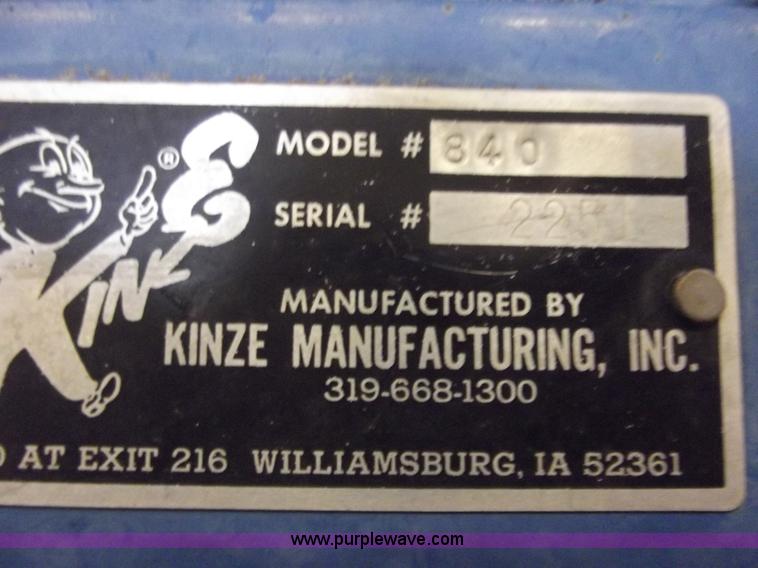 MODEL # 840
SERIAL #
KINZE ®
MANUFACTURED BY
KINZE MANUFACTURING, INC.
319-668-1300
AT EXIT 216 WILLIAMSBURG, IA 52361
www.purplewave.com